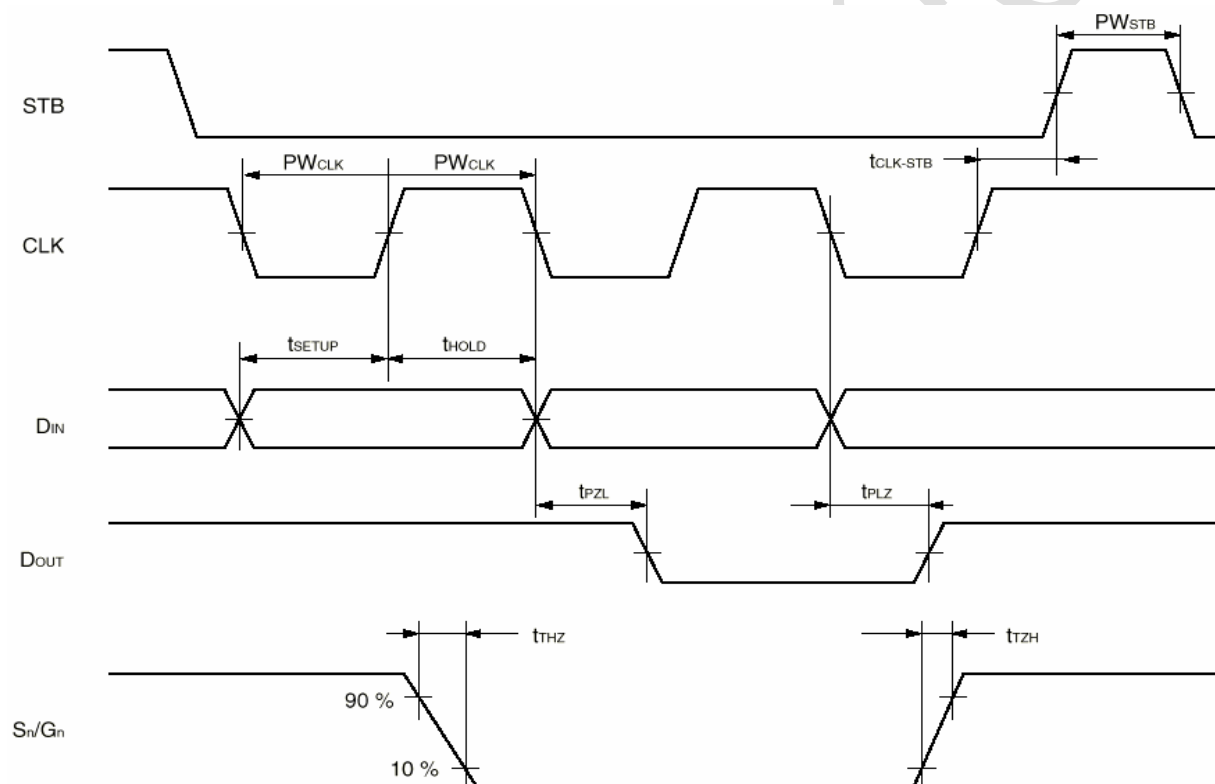 PWSTB
STB
tCLK-STB
PWCLK PWCLK
CLK
tSETUP tHOLD
DIN
tPZL tPLZ
DOUT
tTHZ tTZH
90 %
Sn/Gn
10 %